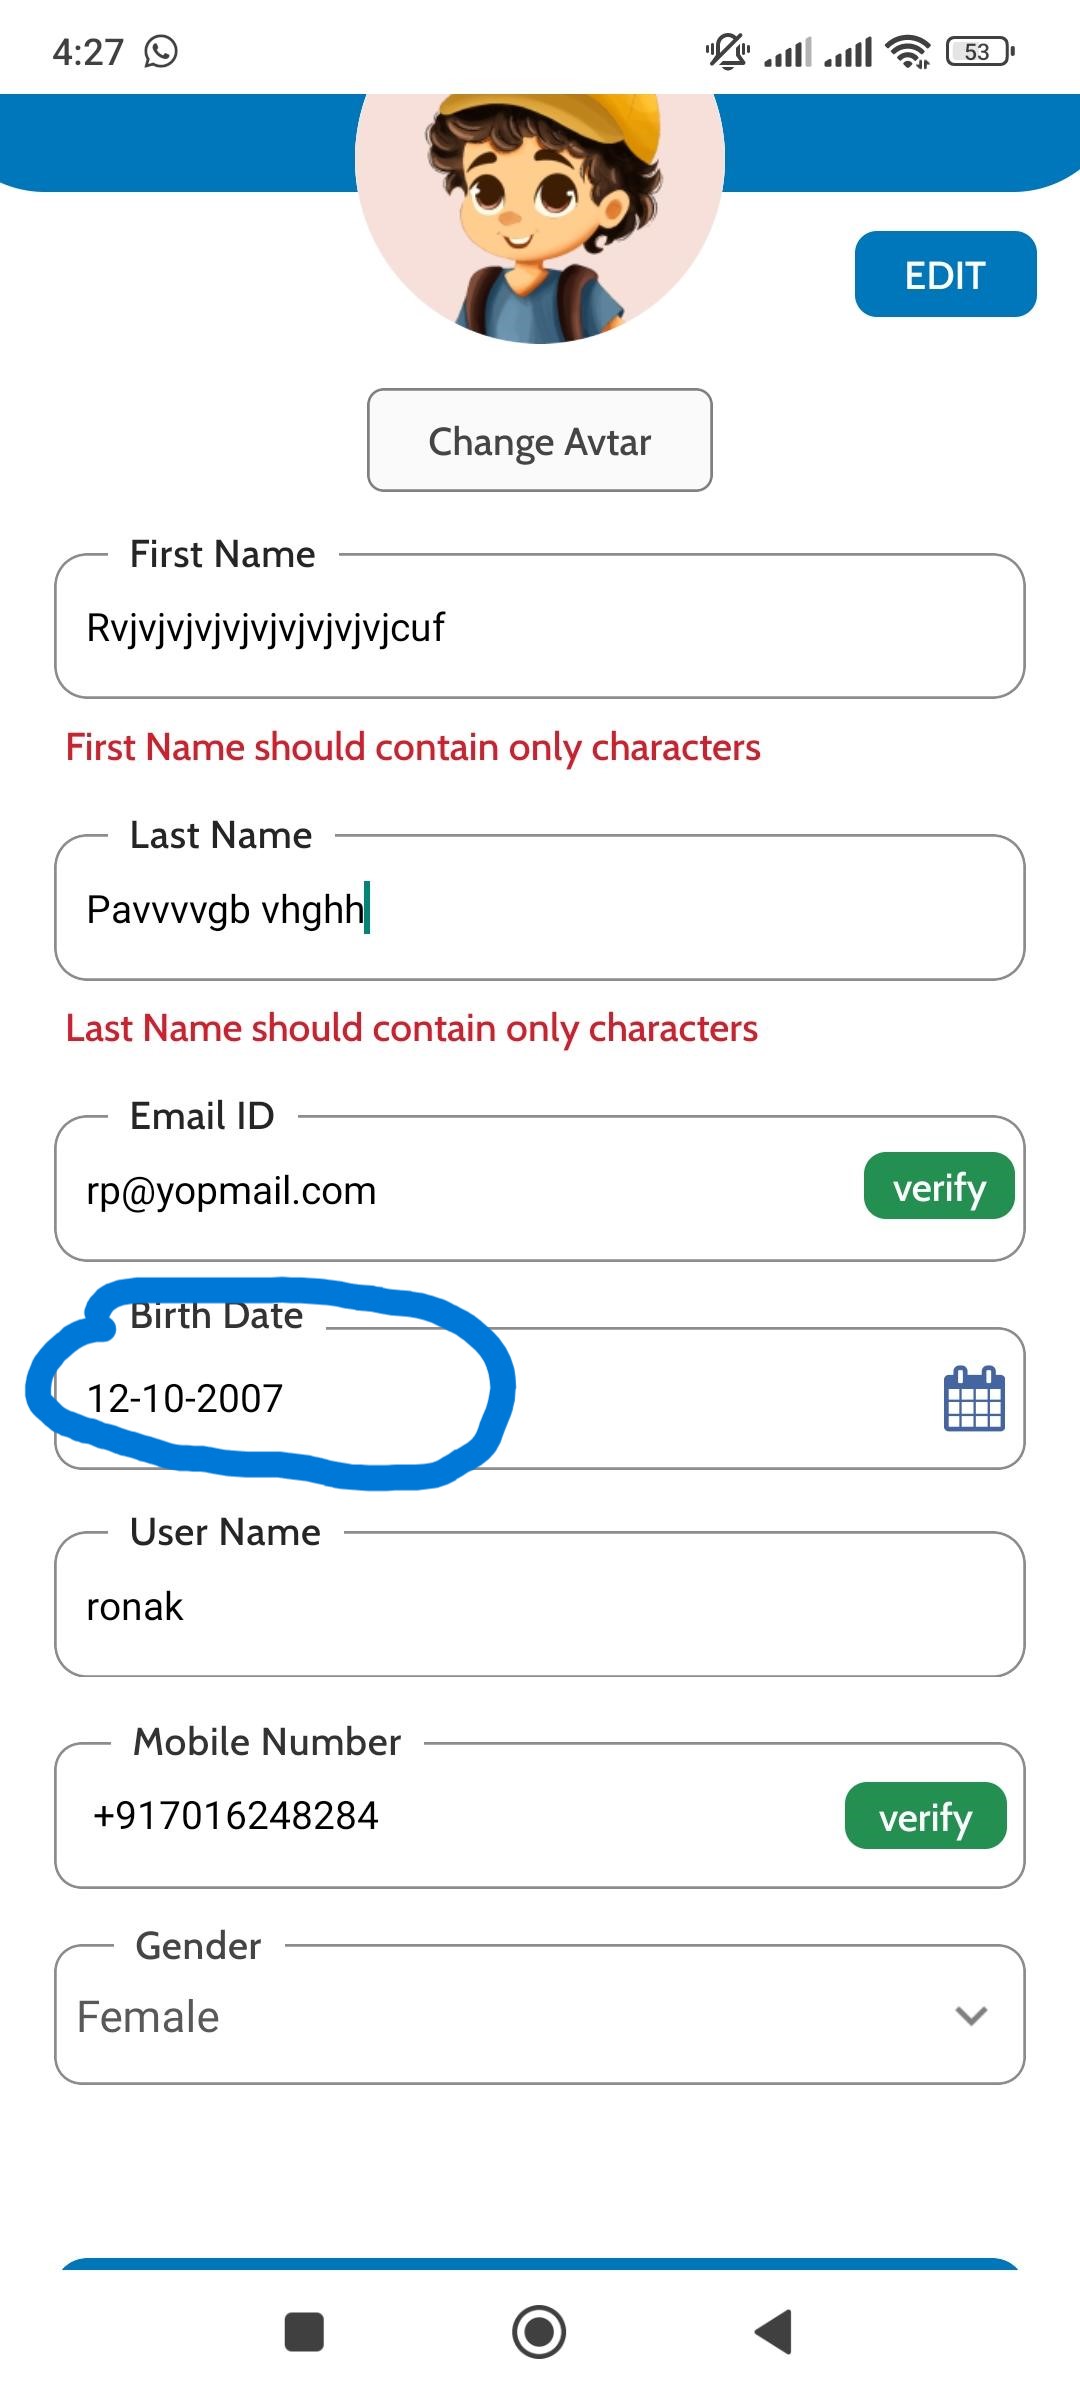 4:27
53
EDIT
Change Avtar
First Name
Rvjvjvjvjvjvjvjvjvjvjcuf
First Name should contain only characters
Last Name
Pavvvvgb vhghh
Last Name should contain only characters
Email ID
rp@yopmail.com
verify
Birth Date
12-10-2007
User Name
ronak
Mobile Number
+917016248284
verify
Gender
Female